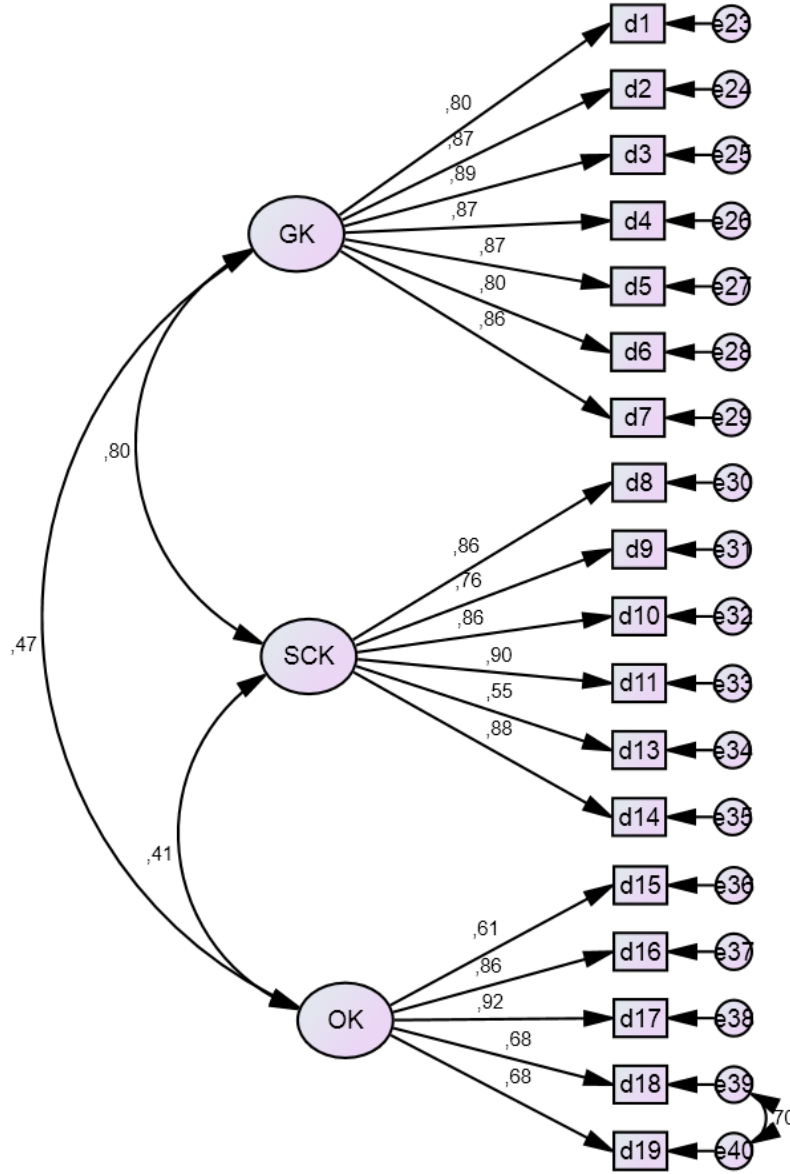 d1 e23
d2 e24
,80
,87
d3 e25
,89
,87
d4 e26
GK
,87
d5 e27
,80
,86
d6 e28
d7 e29
,80
d8 e30
,86
d9 e31
,76
,86
d10 e32
SCK
,90
d11 e33
,55
,88
d13 e34
,47
d14 e35
,41
d15 e36
,61
d16 e37
,86
,92
OK
d17 e38
,68
,68
d18 e39
70
d19 e40